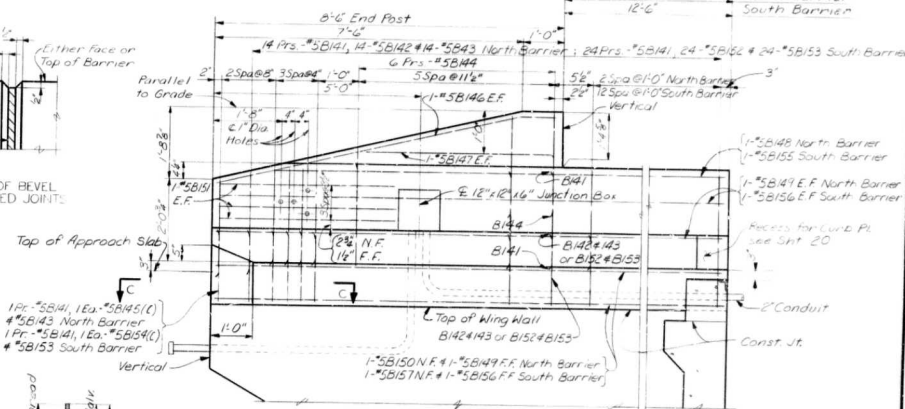 8'-6" End Post
7'-6"
1'-0"
12'-6"
South Barrier
14 Prs.-#5B141, 14-#5B142 & 14-#5B43 North Barrier ; 24 Prs.-#5B141, 24-#5B152 & 24-#5B153 South Barrier
6 Prs-#5B144
Either Face or
Top of Barrier
2"
2 Spa@8"
3 Spa@4"
1'-0"
5 Spa@11½"
5½"
2 Spa@1'-0" North Barrier
3"
5'-0"
2½"
12 Spa@1'-0" South Barrier
Parallel
to Grade
1'-8"
4"
4"
1-#5B146 E.F.
Vertical
℄ 1" Dia
Holes
1'-0"
1-#5B147 E.F.
1-#5B148 North Barrier
1-#5B155 South Barrier
OF BEVEL
ED JOINTS
1-#5B151
E.F.
B141
℄ 12"x12"x6" Junction Box
1-#5B149 E.F. North Barrier
1-#5B156 E.F. South Barrier
B144
Top of Approach Slab
5"
2¾" N.F.
1½" F.F.
B141
B142&143
or B152&B153
Recess for Curb Pl.
see Sht 20
3"
C
C
2" Conduit
1 Pr.-#5B141, 1 Ea.-#5B145(E)
& #5B143 North Barrier
1 Pr.-#5B141, 1 Ea.-#5B154(E)
& #5B153 South Barrier
1'-0"
Top of Wing Wall
B142&143 or B152&B153
Const. Jt.
Vertical
1-#5B150 N.F. & 1-#5B149 F.F. North Barrier
1-#5B157 N.F. & 1-#5B156 F.F. South Barrier